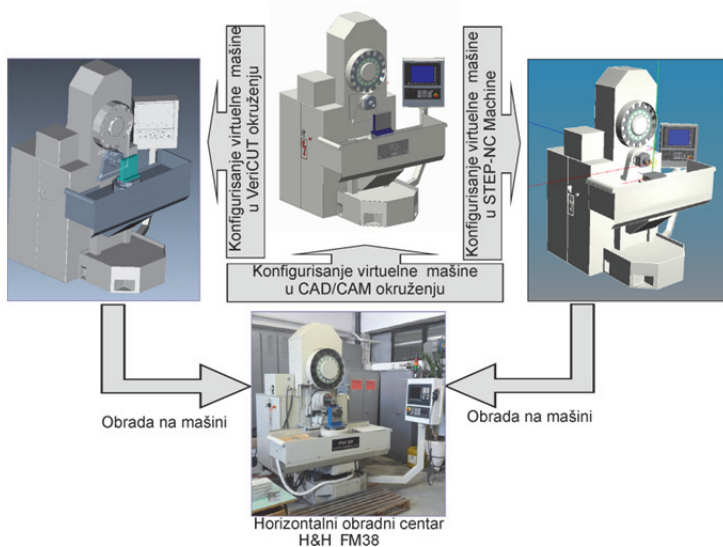 Konfigurisanje virtuelne mašine
u VeriCUT okruženju
Konfigurisanje virtuelne mašine
u STEP-NC Machine
Konfigurisanje virtuelne mašine
u CAD/CAM okruženju
Obrada na mašini
Obrada na mašini
Horizontalni obradni centar
H&H FM38